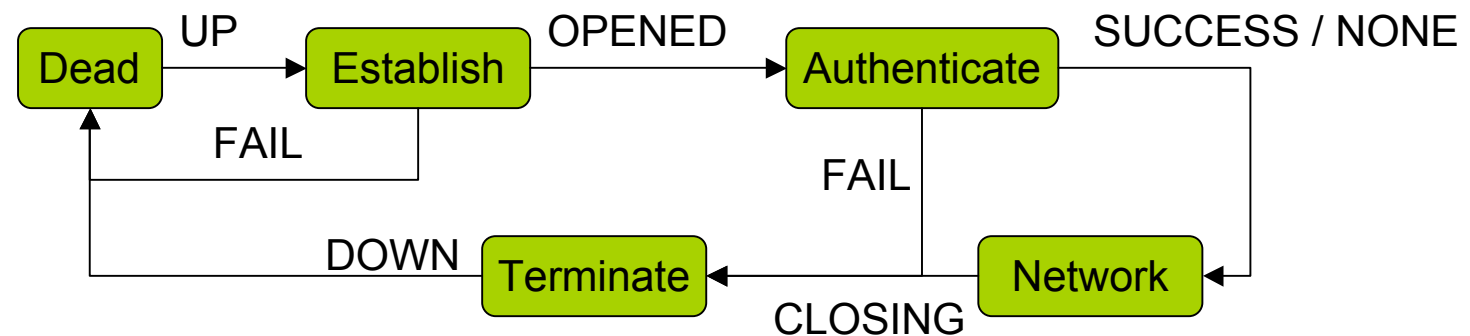 UP
OPENED
SUCCESS / NONE
Dead
Establish
Authenticate
FAIL
FAIL
DOWN
Terminate
Network
CLOSING